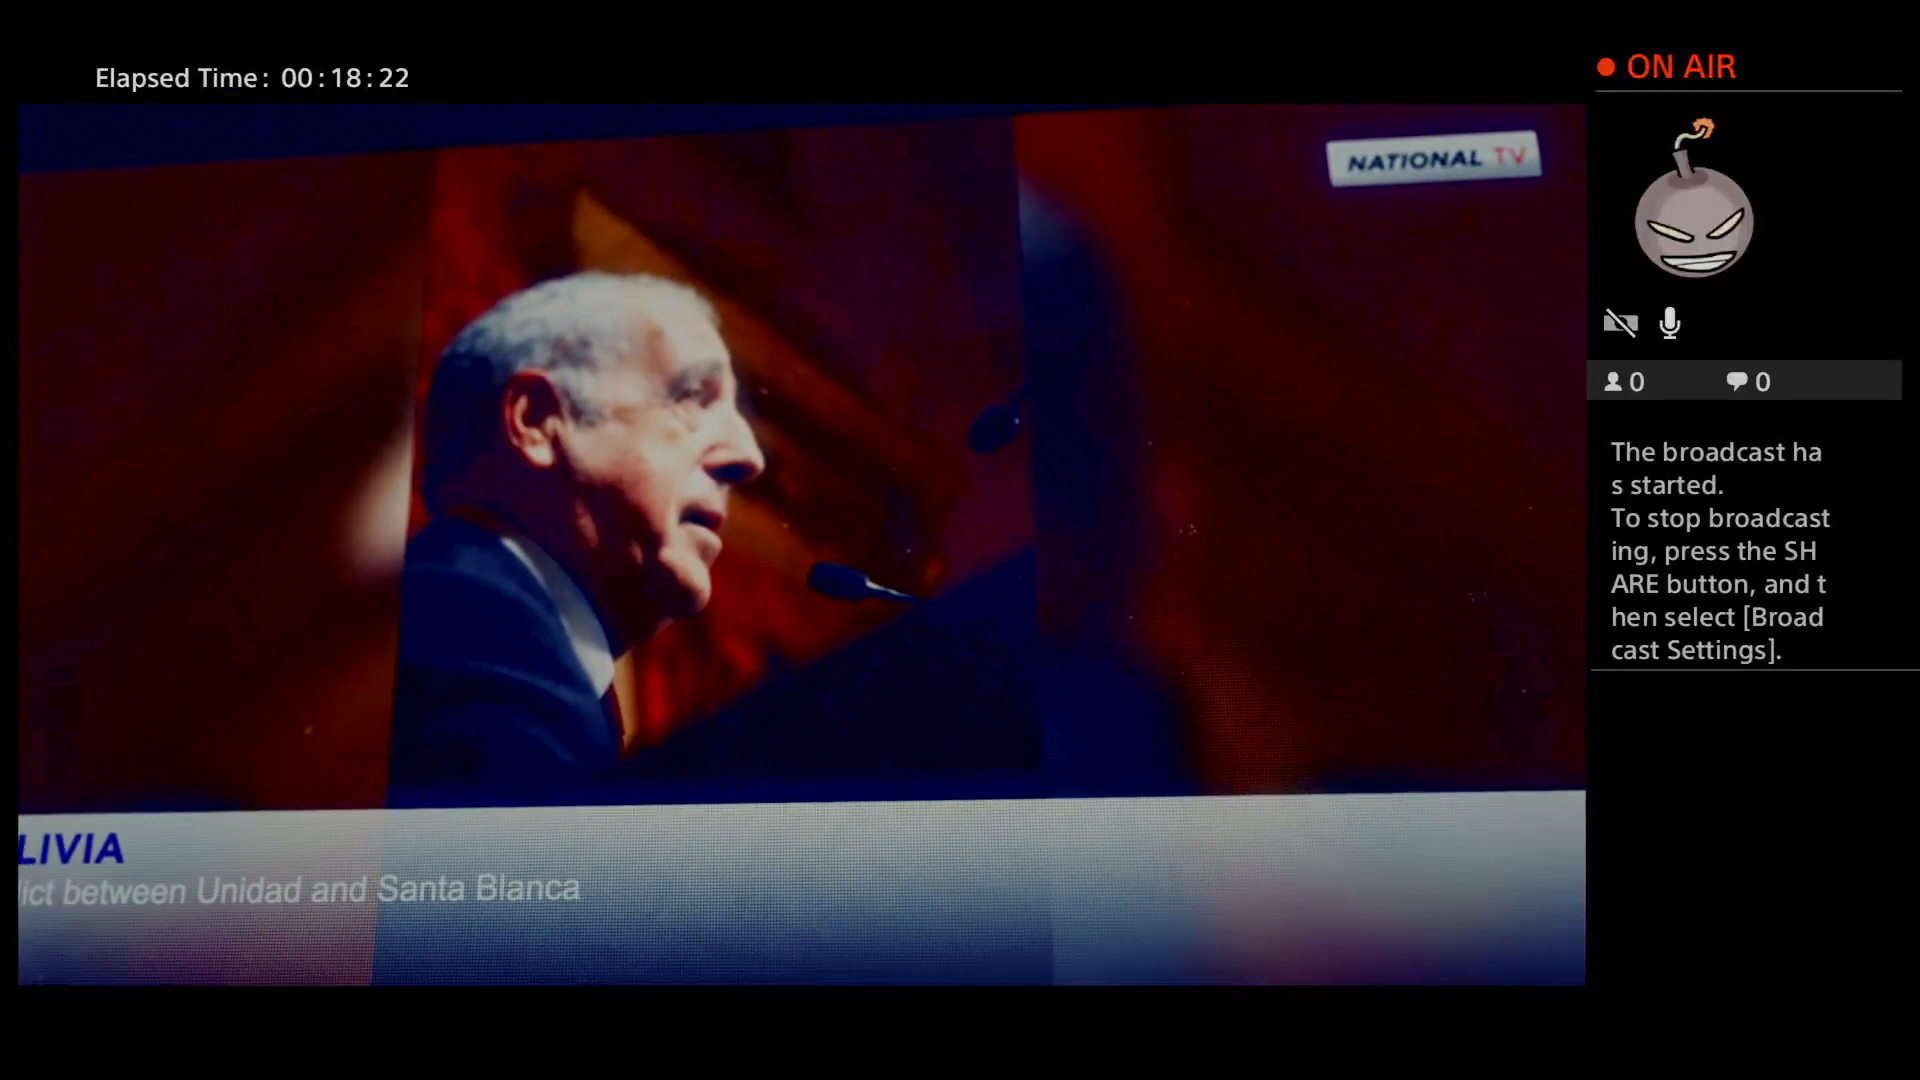 Elapsed Time: 00:18:22
ON AIR
NATIONAL TV
0 0
The broadcast ha
s started.
To stop broadcast
ing, press the SH
ARE button, and t
hen select [Broad
cast Settings].
LIVIA
lict between Unidad and Santa Blanca